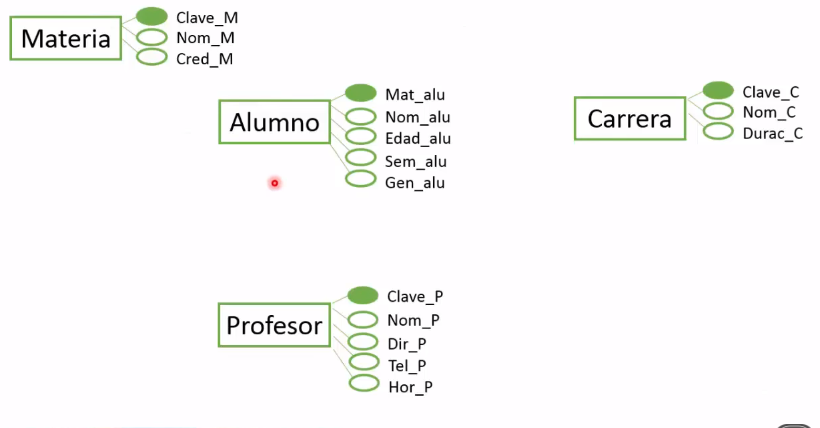 Materia
Clave_M
Nom_M
Cred_M
Alumno
Mat_alu
Nom_alu
Edad_alu
Sem_alu
Gen_alu
Carrera
Clave_C
Nom_C
Durac_C
Profesor
Clave_P
Nom_P
Dir_P
Tel_P
Hor_P